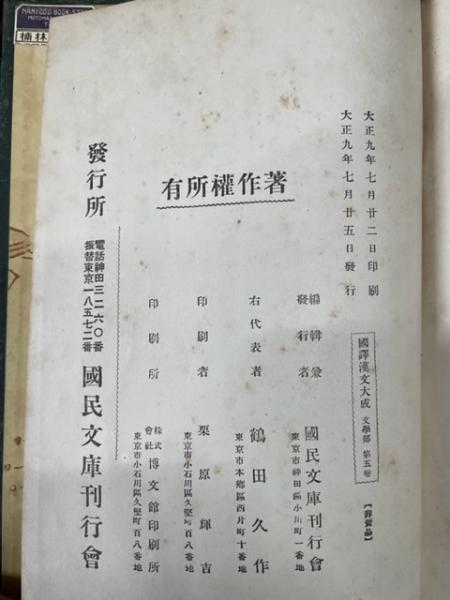 大正九年七月廿二日印刷
大正九年七月廿五日發行
國譯漢文大成 文學部 第五卷
【非賣品】
著作權所有
編輯兼
發行者
國民文庫刊行會
東京市神田區小川町一番地
右代表者
鶴田久作
東京市本鄉區西片町十番地
印刷者
栗原輝吉
東京市小石川區久堅町百八番地
印刷所
株式
會社
博文館印刷所
東京市小石川區久堅町百八番地
發行所
電話神田三二六〇番
振替東京一八五七二番
國民文庫刊行會